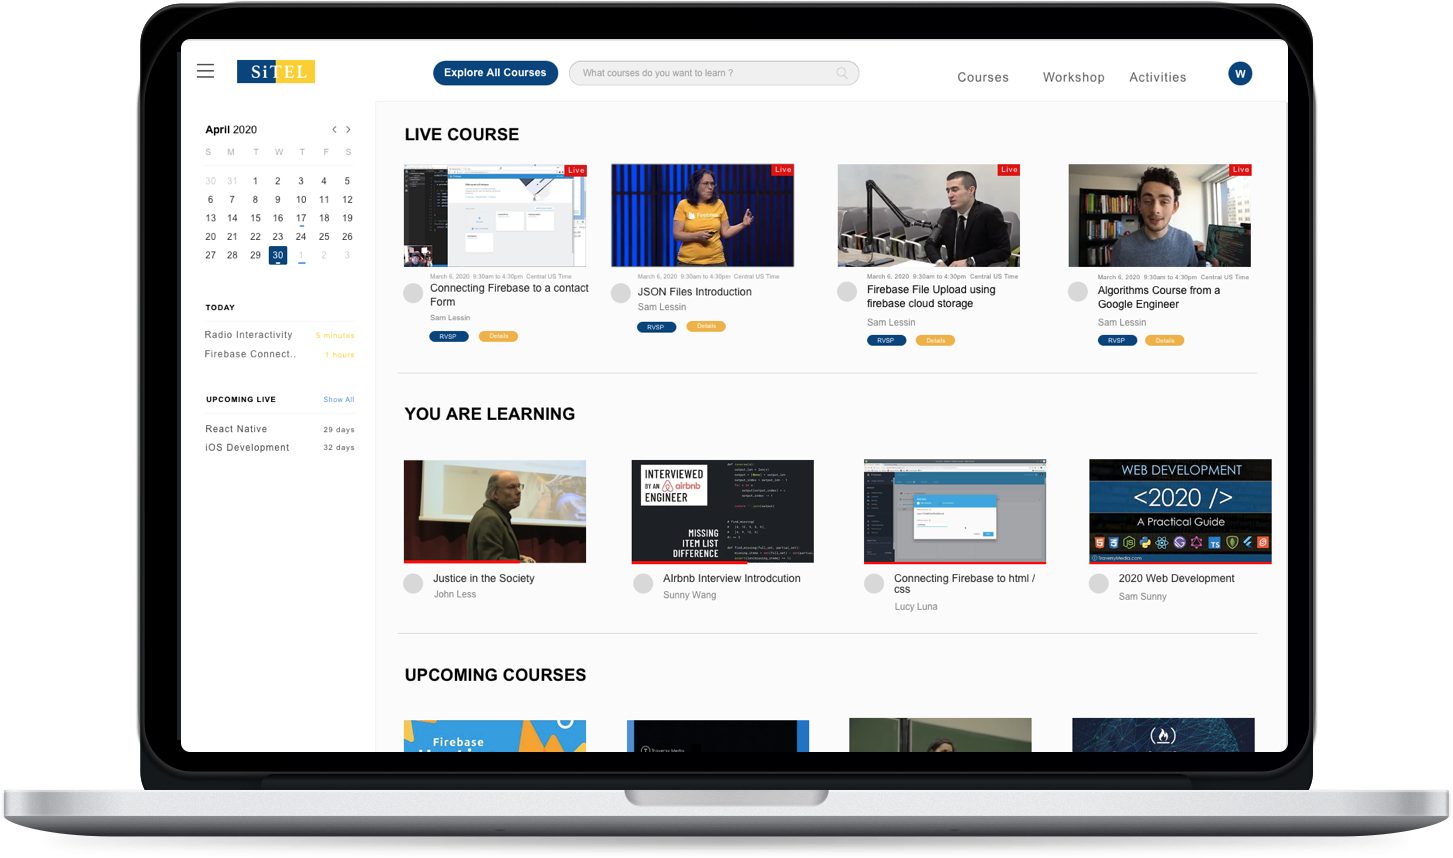 SiTEL
Explore All Courses
What courses do you want to learn ?
Courses
Workshop
Activities
W
April 2020
S M T W T F S
30 31 1 2 3 4 5
6 7 8 9 10 11 12
13 14 15 16 17 18 19
20 21 22 23 24 25 26
27 28 29 30 1 2 3
TODAY
Radio Interactivity 5 minutes
Firebase Connect.. 1 hours
UPCOMING LIVE Show All
React Native 29 days
iOS Development 32 days
LIVE COURSE
Live
March 6, 2020 9:30am to 4:30pm Central US Time
Connecting Firebase to a contact
Form
Sam Lessin
RVSP Details
Live
Firebase
March 6, 2020 9:30am to 4:30pm Central US Time
JSON Files Introduction
Sam Lessin
RVSP Details
Live
March 6, 2020 9:30am to 4:30pm Central US Time
Firebase File Upload using
firebase cloud storage
Sam Lessin
RVSP Details
Live
March 6, 2020 9:30am to 4:30pm Central US Time
Algorithms Course from a
Google Engineer
Sam Lessin
RVSP Details
YOU ARE LEARNING
Justice in the Society
John Less
INTERVIEWED
BY AN airbnb
ENGINEER
MISSING
ITEM LIST
DIFFERENCE
AIrbnb Interview Introdcution
Sunny Wang
Connecting Firebase to html /
css
Lucy Luna
WEB DEVELOPMENT
<2020 />
A Practical Guide
TS
TraversyMedia.com
2020 Web Development
Sam Sunny
UPCOMING COURSES
Firebase
Traversy Media